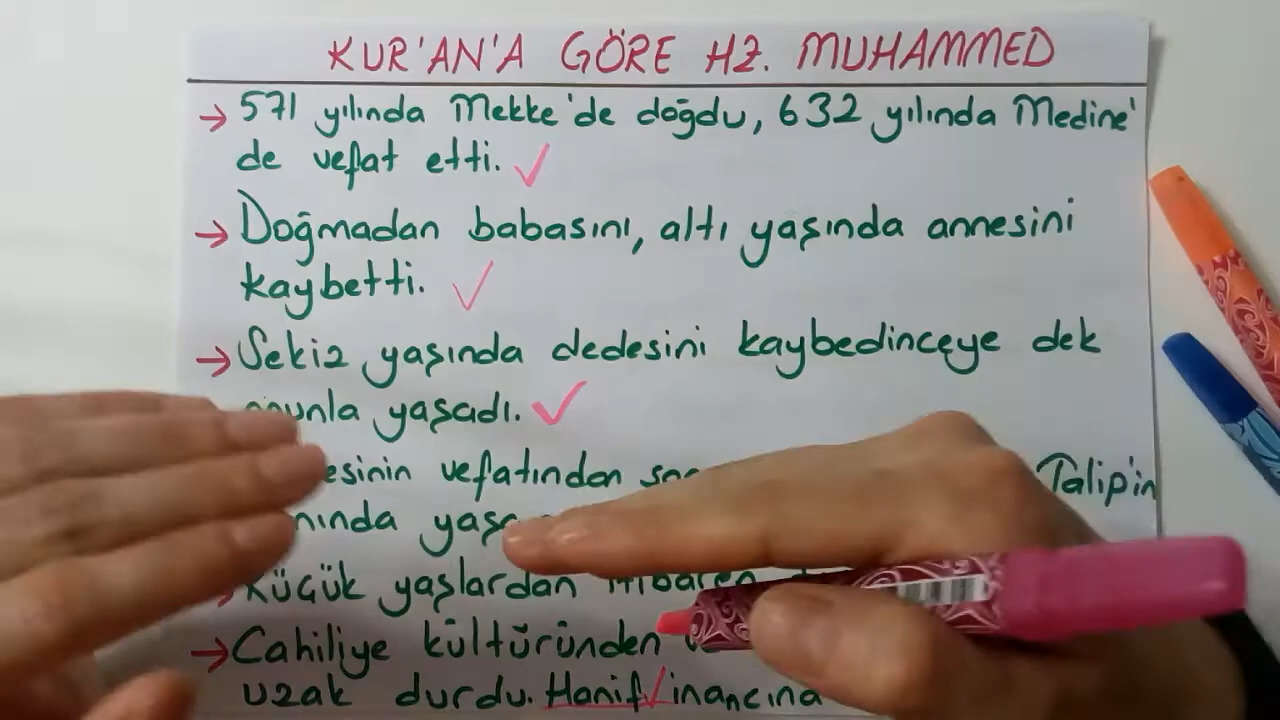 KUR'AN'A GÖRE HZ. MUHAMMED
→ 571 yılında Mekke'de doğdu, 632 yılında Medine'
de vefat etti. ✓
→ Doğmadan babasını, altı yaşında annesini
kaybetti. ✓
→ Sekiz yaşında dedesini kaybedinceye dek
onunla yaşadı. ✓
vefatından Talip'in
Küçük yaşlardan itibaren
→ Cahiliye kültüründen
uzak durdu. Hanif ✓ inancına